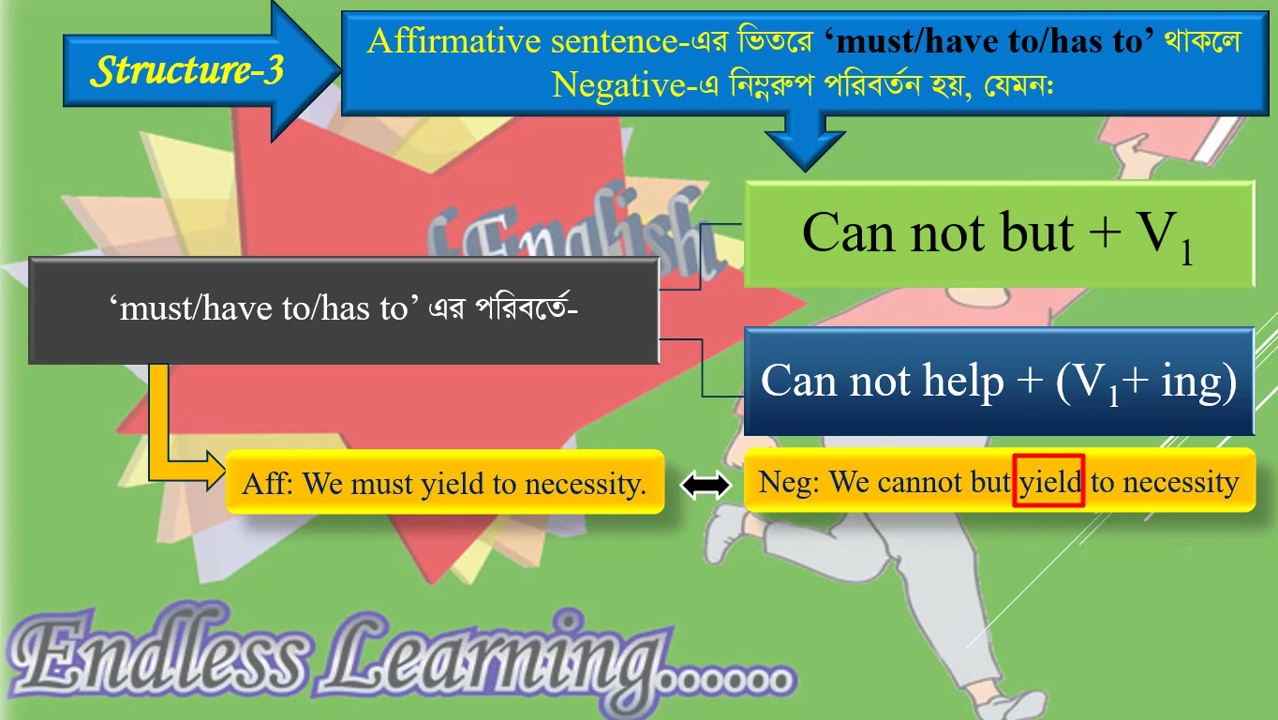 Structure-3
Affirmative sentence-এর ভিতরে ‘must/have to/has to’ থাকলে
Negative-এ নিম্নরুপ পরিবর্তন হয়, যেমন:
English
Can not but + V₁
‘must/have to/has to’ এর পরিবর্তে-
Can not help + (V₁+ ing)
Aff: We must yield to necessity.
Neg: We cannot but yield to necessity
Endless Learning......